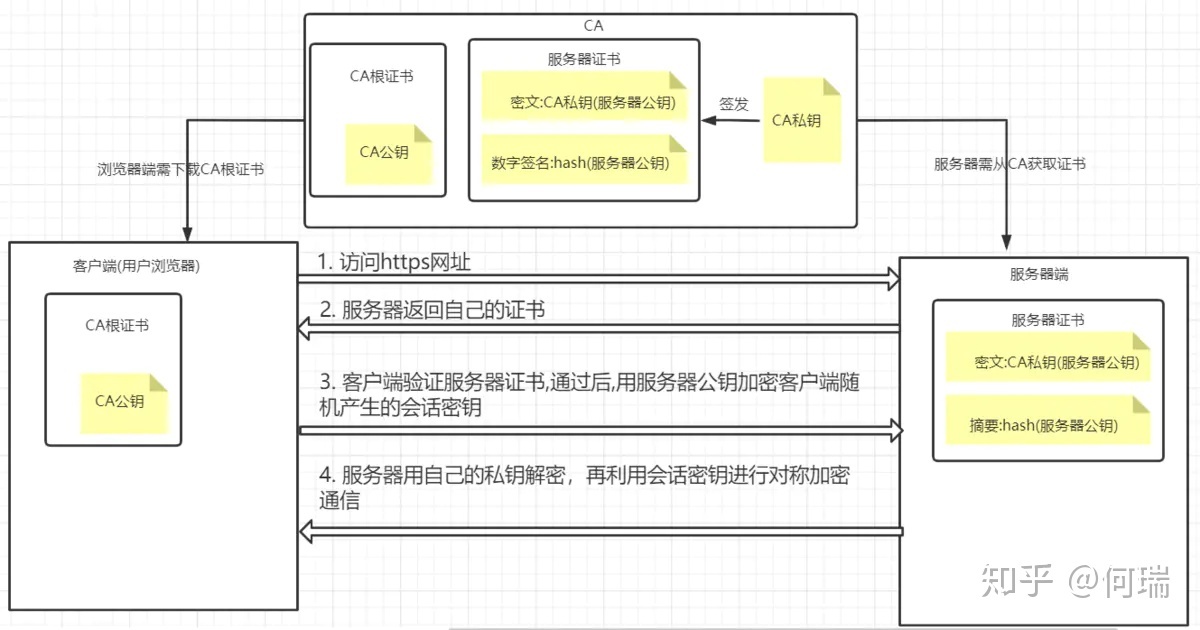 CA
CA根证书
CA公钥
服务器证书
密文:CA私钥(服务器公钥)
数字签名:hash(服务器公钥)
签发
CA私钥
浏览器端需下载CA根证书
服务器需从CA获取证书
客户端(用户浏览器)
CA根证书
CA公钥
1. 访问https网址
2. 服务器返回自己的证书
3. 客户端验证服务器证书,通过后,用服务器公钥加密客户端随
机产生的会话密钥
4. 服务器用自己的私钥解密，再利用会话密钥进行对称加密
通信
服务器端
服务器证书
密文:CA私钥(服务器公钥)
摘要:hash(服务器公钥)
知乎 @何瑞